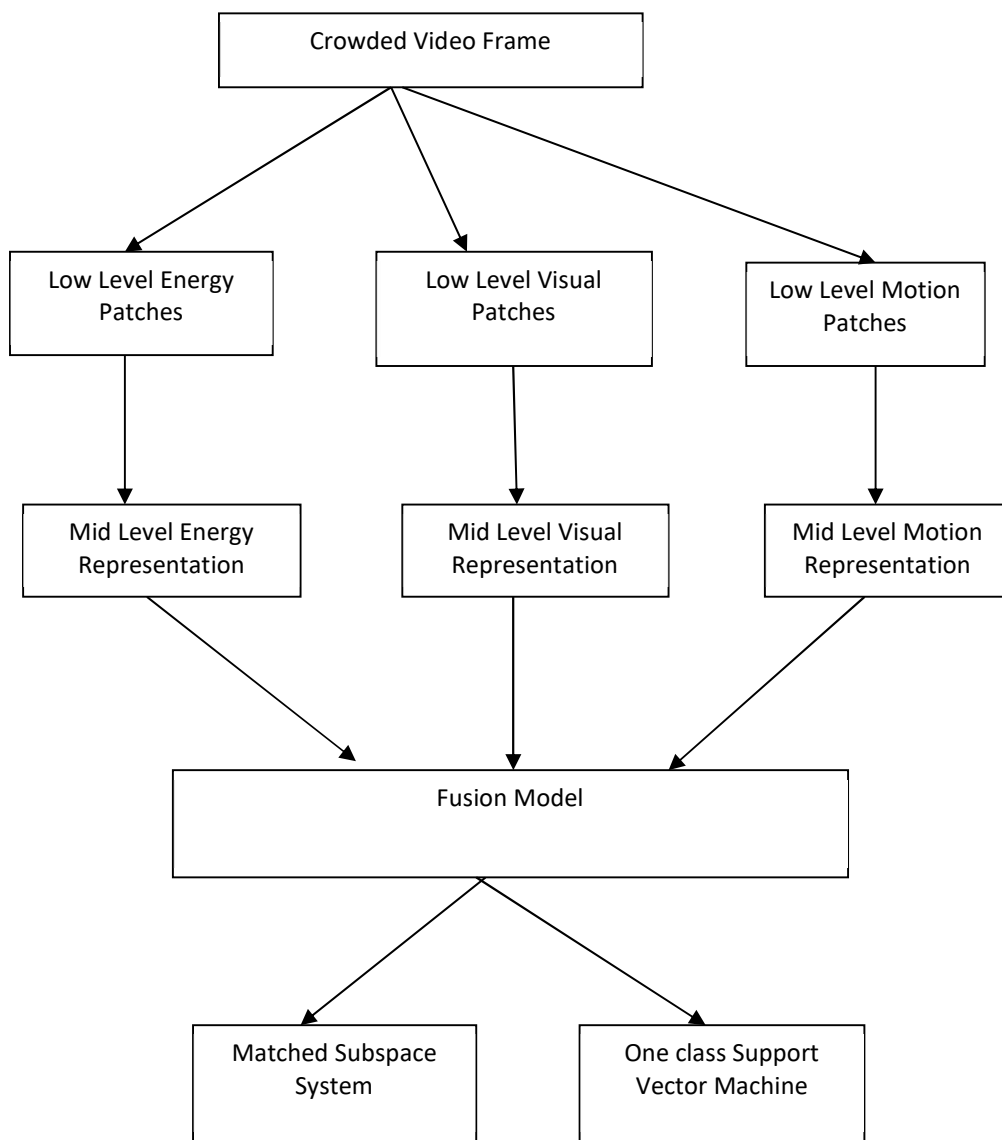 Crowded Video Frame
Low Level Energy
Patches
Low Level Visual
Patches
Low Level Motion
Patches
Mid Level Energy
Representation
Mid Level Visual
Representation
Mid Level Motion
Representation
Fusion Model
Matched Subspace
System
One class Support
Vector Machine